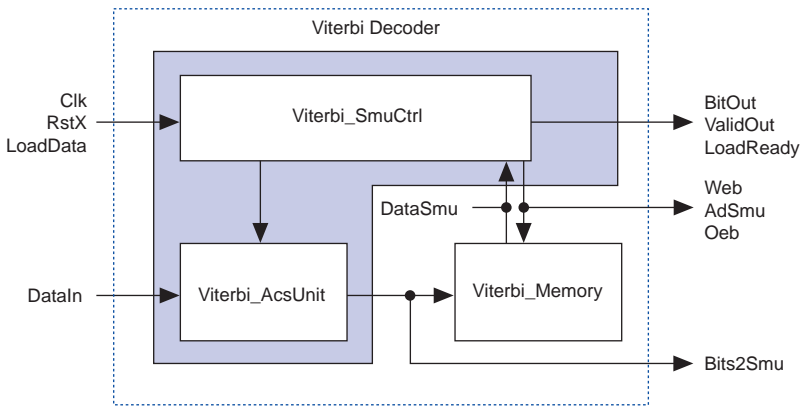 Viterbi Decoder
Clk
RstX
LoadData
Viterbi_SmuCtrl
BitOut
ValidOut
LoadReady
DataSmu
Web
AdSmu
Oeb
DataIn
Viterbi_AcsUnit
Viterbi_Memory
Bits2Smu